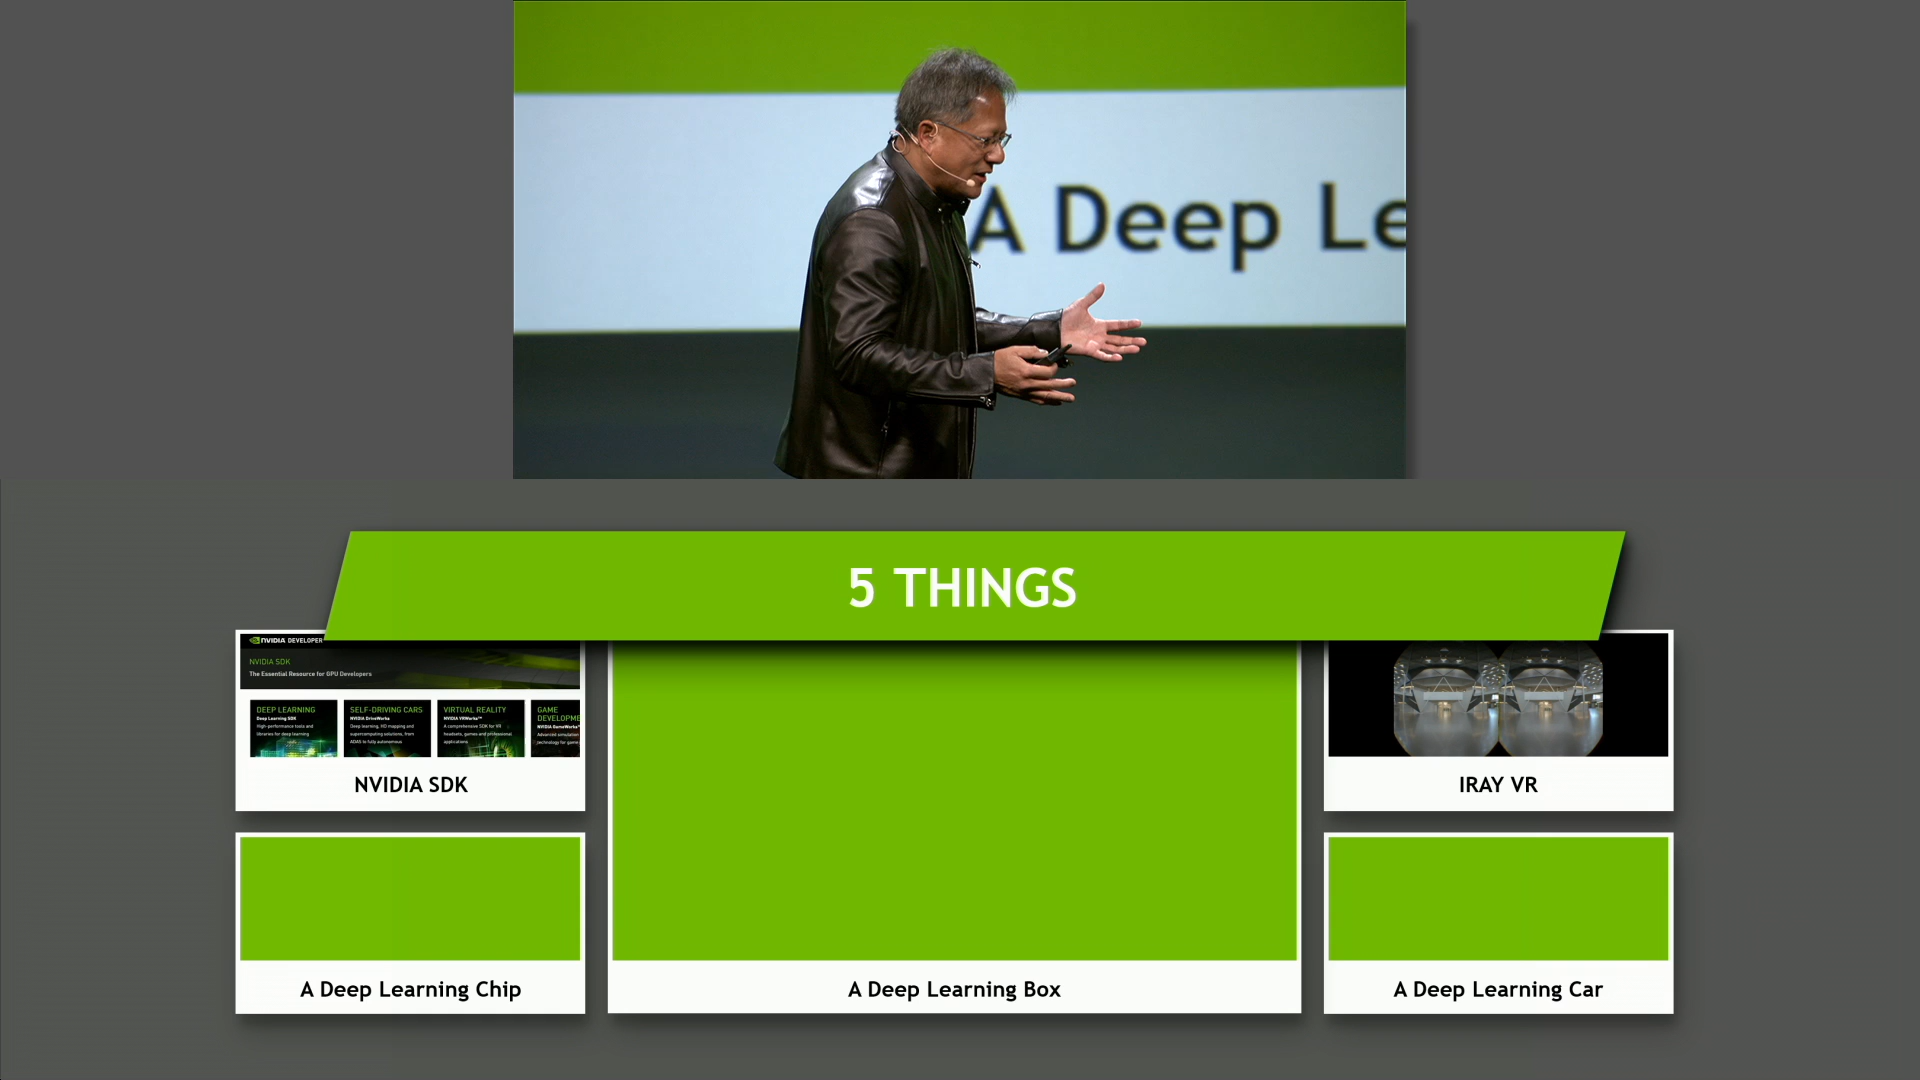 A Deep Le
5 THINGS
NVIDIA DEVELOPER
NVIDIA SDK
The Essential Resource for GPU Developers
DEEP LEARNING
Deep Learning SDK
High-performance tools and
libraries for deep learning
SELF-DRIVING CARS
NVIDIA DriveWorks
Deep learning, HD mapping and
supercomputing solutions, from
ADAS to fully autonomous
VIRTUAL REALITY
NVIDIA VRWorks™
A comprehensive SDK for VR
headsets, games and professional
applications
GAME
DEVELOPME
NVIDIA GameWorks™
Advanced simulation
technology for game
NVIDIA SDK
IRAY VR
A Deep Learning Chip
A Deep Learning Box
A Deep Learning Car